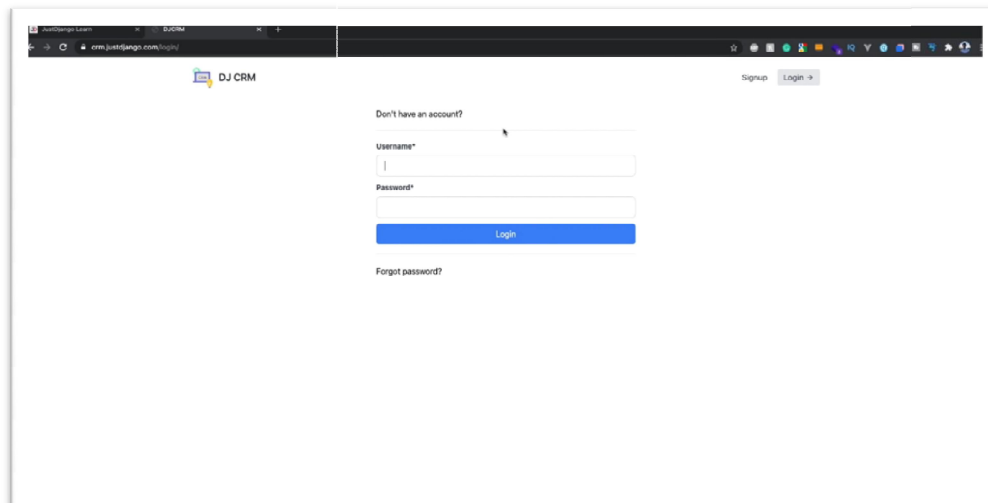 JustDjango Learn
DJCRM
crm.justdjango.com/login/
DJ CRM
Signup
Login →
Don't have an account?
Username*
Password*
Login
Forgot password?